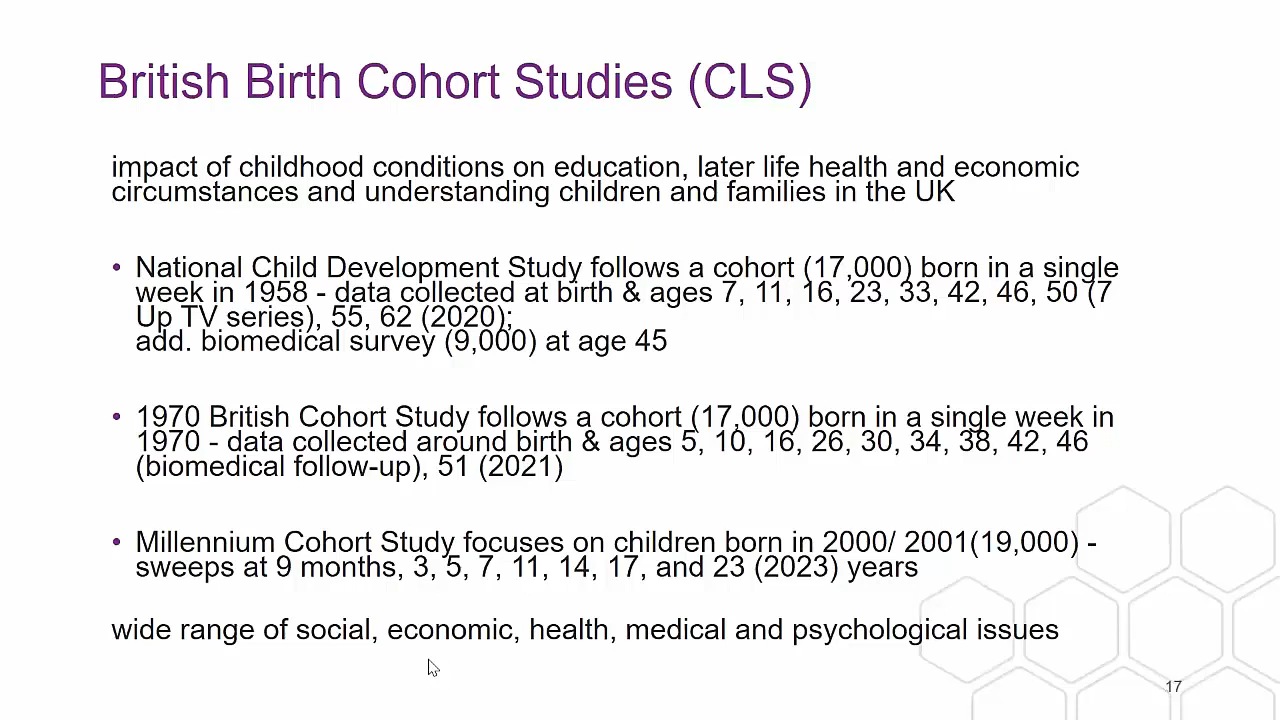 British Birth Cohort Studies (CLS)
impact of childhood conditions on education, later life health and economic
circumstances and understanding children and families in the UK
• National Child Development Study follows a cohort (17,000) born in a single
week in 1958 - data collected at birth & ages 7, 11, 16, 23, 33, 42, 46, 50 (7
Up TV series), 55, 62 (2020);
add. biomedical survey (9,000) at age 45
• 1970 British Cohort Study follows a cohort (17,000) born in a single week in
1970 - data collected around birth & ages 5, 10, 16, 26, 30, 34, 38, 42, 46
(biomedical follow-up), 51 (2021)
• Millennium Cohort Study focuses on children born in 2000/ 2001(19,000) -
sweeps at 9 months, 3, 5, 7, 11, 14, 17, and 23 (2023) years
wide range of social, economic, health, medical and psychological issues
17